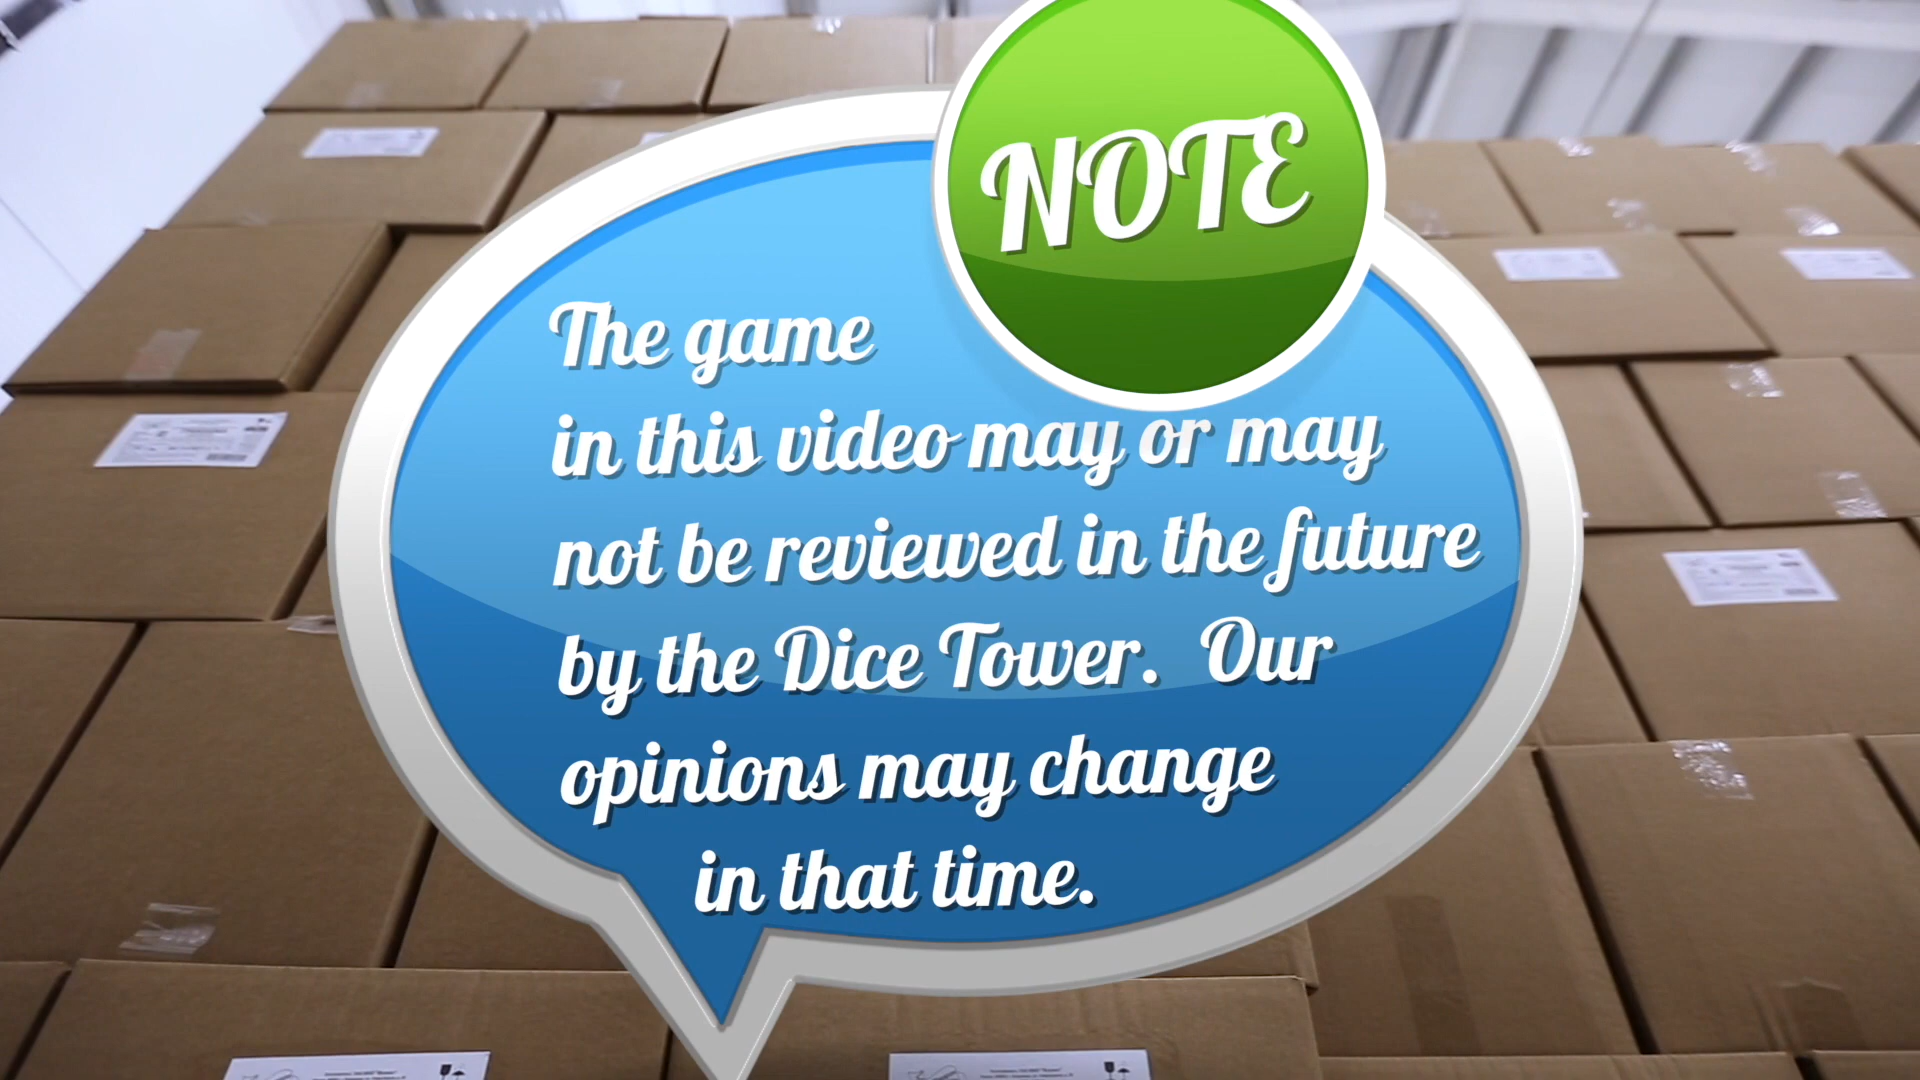 NOTE
The game
in this video may or may
not be reviewed in the future
by the Dice Tower. Our
opinions may change
in that time.